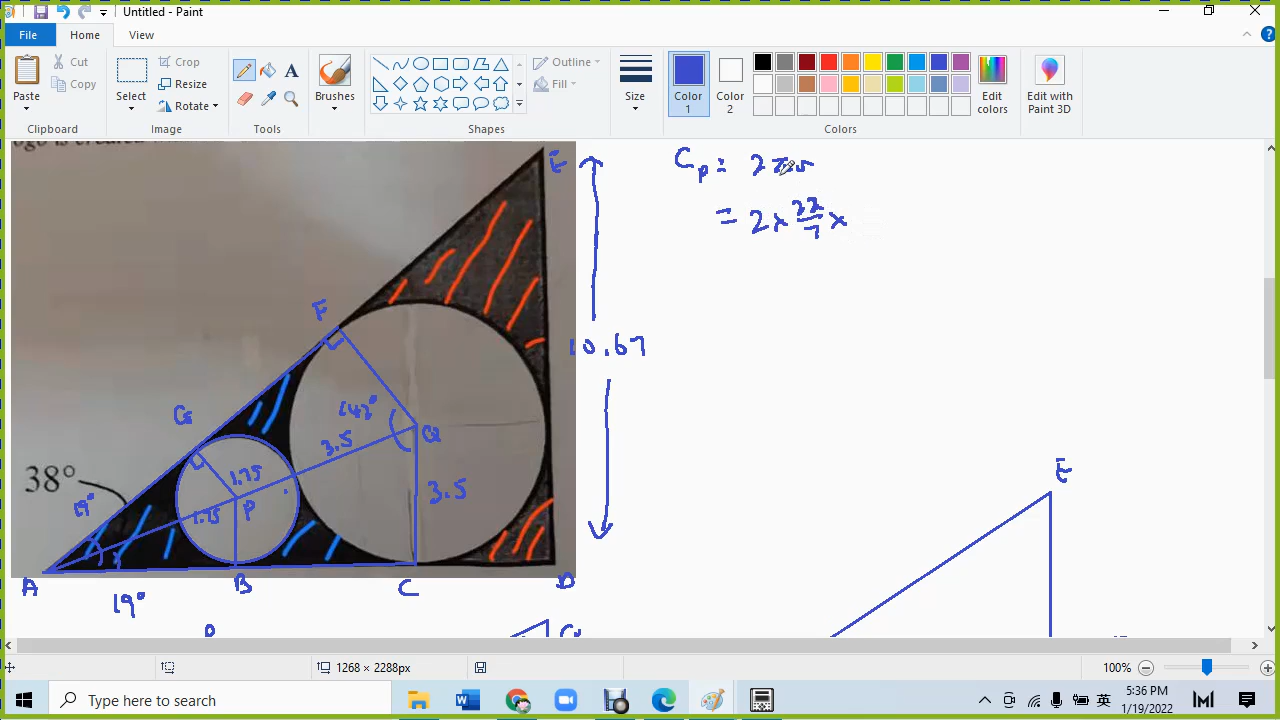 Untitled - Paint
File
Home
View
Paste
Cut
Copy
Clipboard
Select
Crop
Resize
Rotate
Image
Tools
Brushes
Shapes
Outline
Fill
Size
Color 1
Color 2
Colors
Edit colors
Edit with Paint 3D
E
10.67
F
142°
G
Q
3.5
38°
1.75
3.5
19°
1.75
P
A
B
C
D
19°
Cp = 2πr
= 2 × 22/7 ×
E
1268 × 2288px
100%
Type here to search
英
5:36 PM
1/19/2022